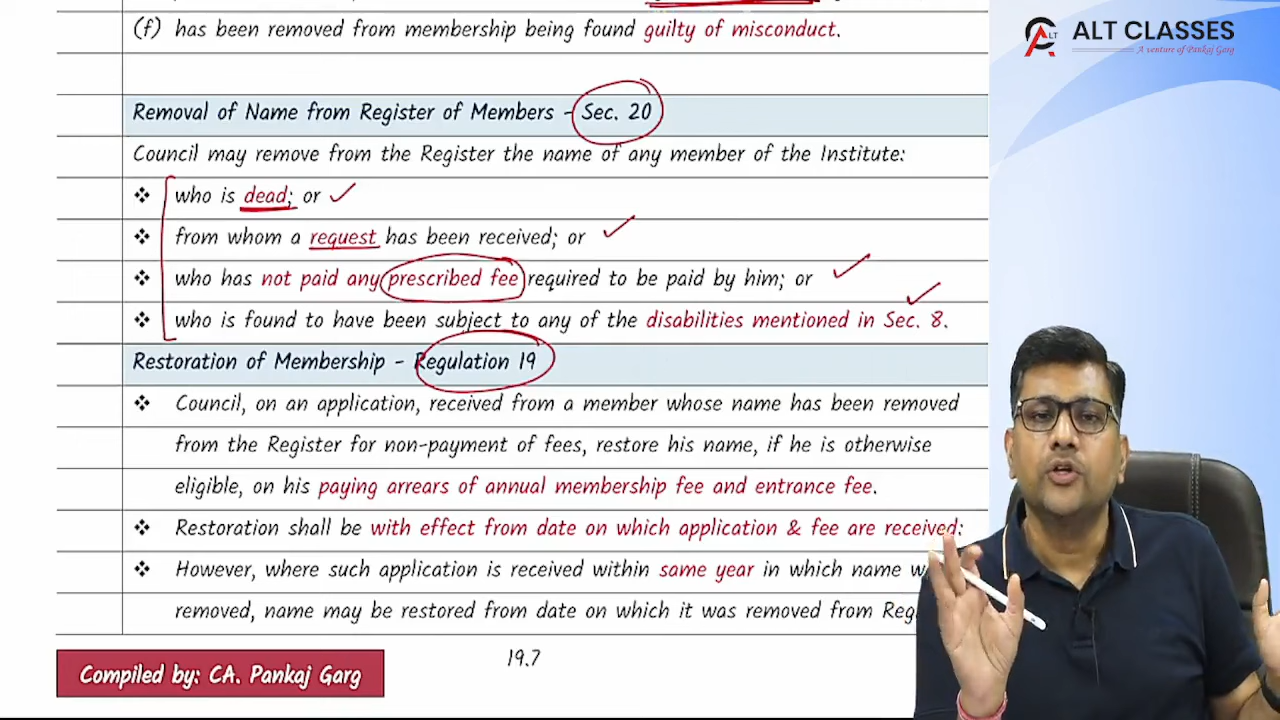 (f) has been removed from membership being found guilty of misconduct.
ALT
ALT CLASSES
A venture of Pankaj Garg
Removal of Name from Register of Members - Sec. 20
Council may remove from the Register the name of any member of the Institute:
❖ who is dead; or
❖ from whom a request has been received; or
❖ who has not paid any prescribed fee required to be paid by him; or
❖ who is found to have been subject to any of the disabilities mentioned in Sec. 8.
Restoration of Membership - Regulation 19
❖ Council, on an application, received from a member whose name has been removed
from the Register for non-payment of fees, restore his name, if he is otherwise
eligible, on his paying arrears of annual membership fee and entrance fee.
❖ Restoration shall be with effect from date on which application & fee are received:
❖ However, where such application is received within same year in which name
removed, name may be restored from date on which it was removed from
19.7
Compiled by: CA. Pankaj Garg